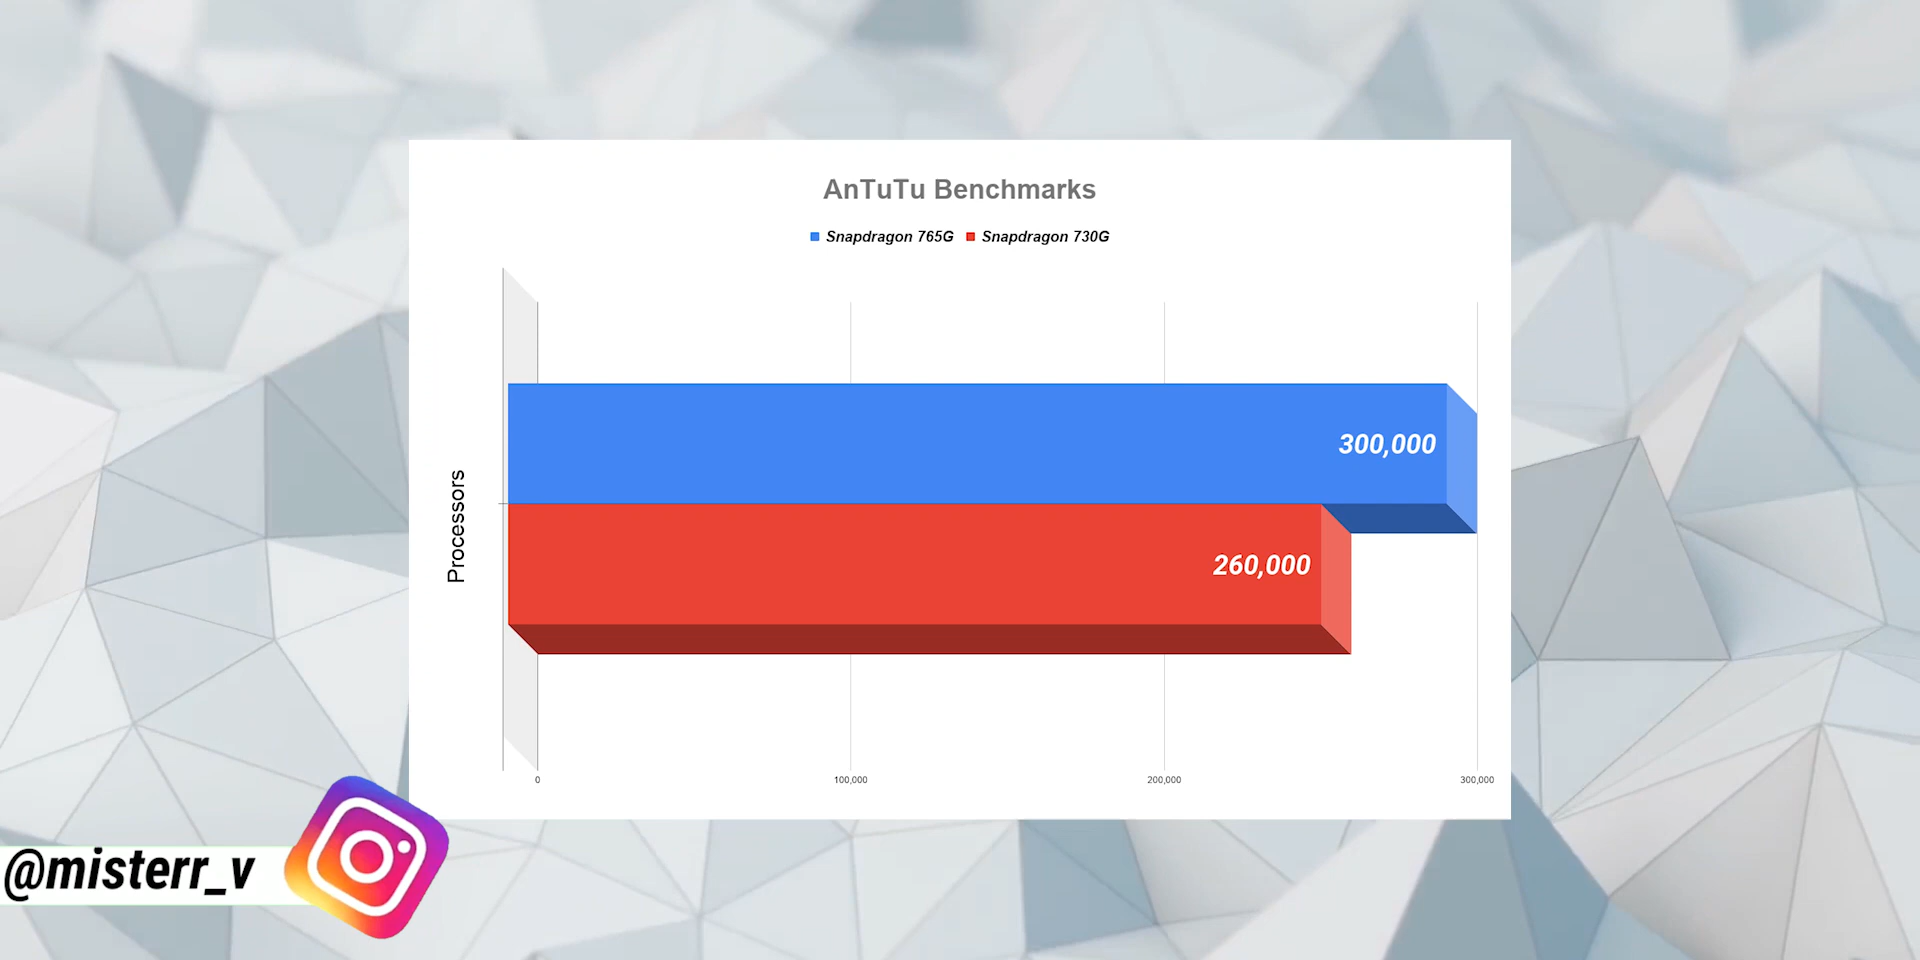 AnTuTu Benchmarks
Snapdragon 765G Snapdragon 730G
300,000
260,000
Processors
0 100,000 200,000 300,000
@misterr_v